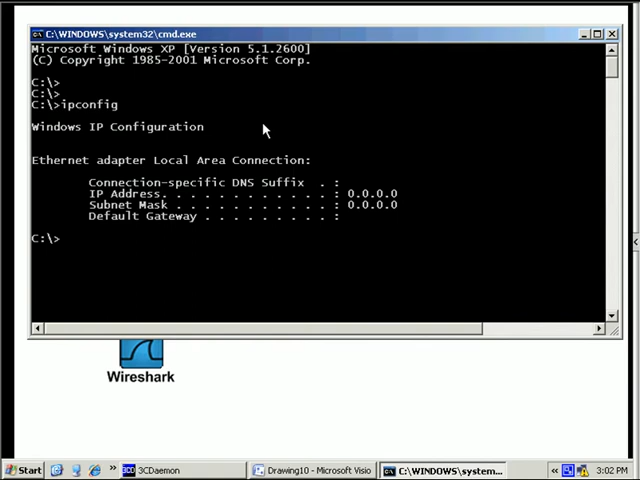 C:\WINDOWS\system32\cmd.exe
Microsoft Windows XP [Version 5.1.2600]
(C) Copyright 1985-2001 Microsoft Corp.
C:\>
C:\>
C:\>ipconfig
Windows IP Configuration
Ethernet adapter Local Area Connection:
Connection-specific DNS Suffix . :
IP Address. . . . . . . . . . . . : 0.0.0.0
Subnet Mask . . . . . . . . . . . : 0.0.0.0
Default Gateway . . . . . . . . . :
C:\>
Wireshark
Start
3CDaemon
Drawing10 - Microsoft Visio
C:\WINDOWS\system...
3:02 PM